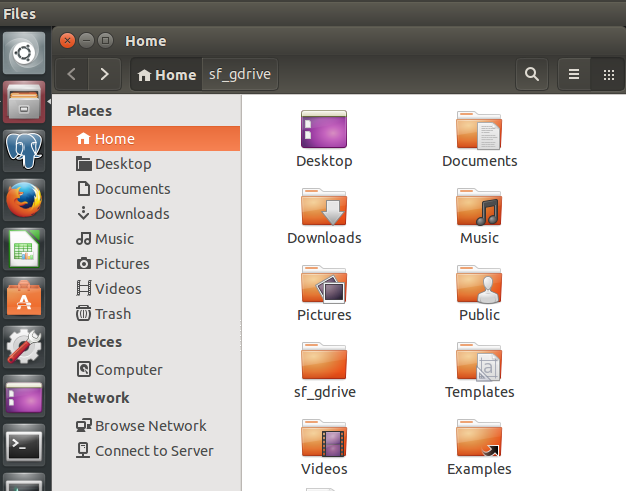 Files
Home
Home sf_gdrive
Places
Home
Desktop
Documents
Downloads
Music
Pictures
Videos
Trash
Devices
Computer
Network
Browse Network
Connect to Server
Desktop Documents
Downloads Music
Pictures Public
sf_gdrive Templates
Videos Examples